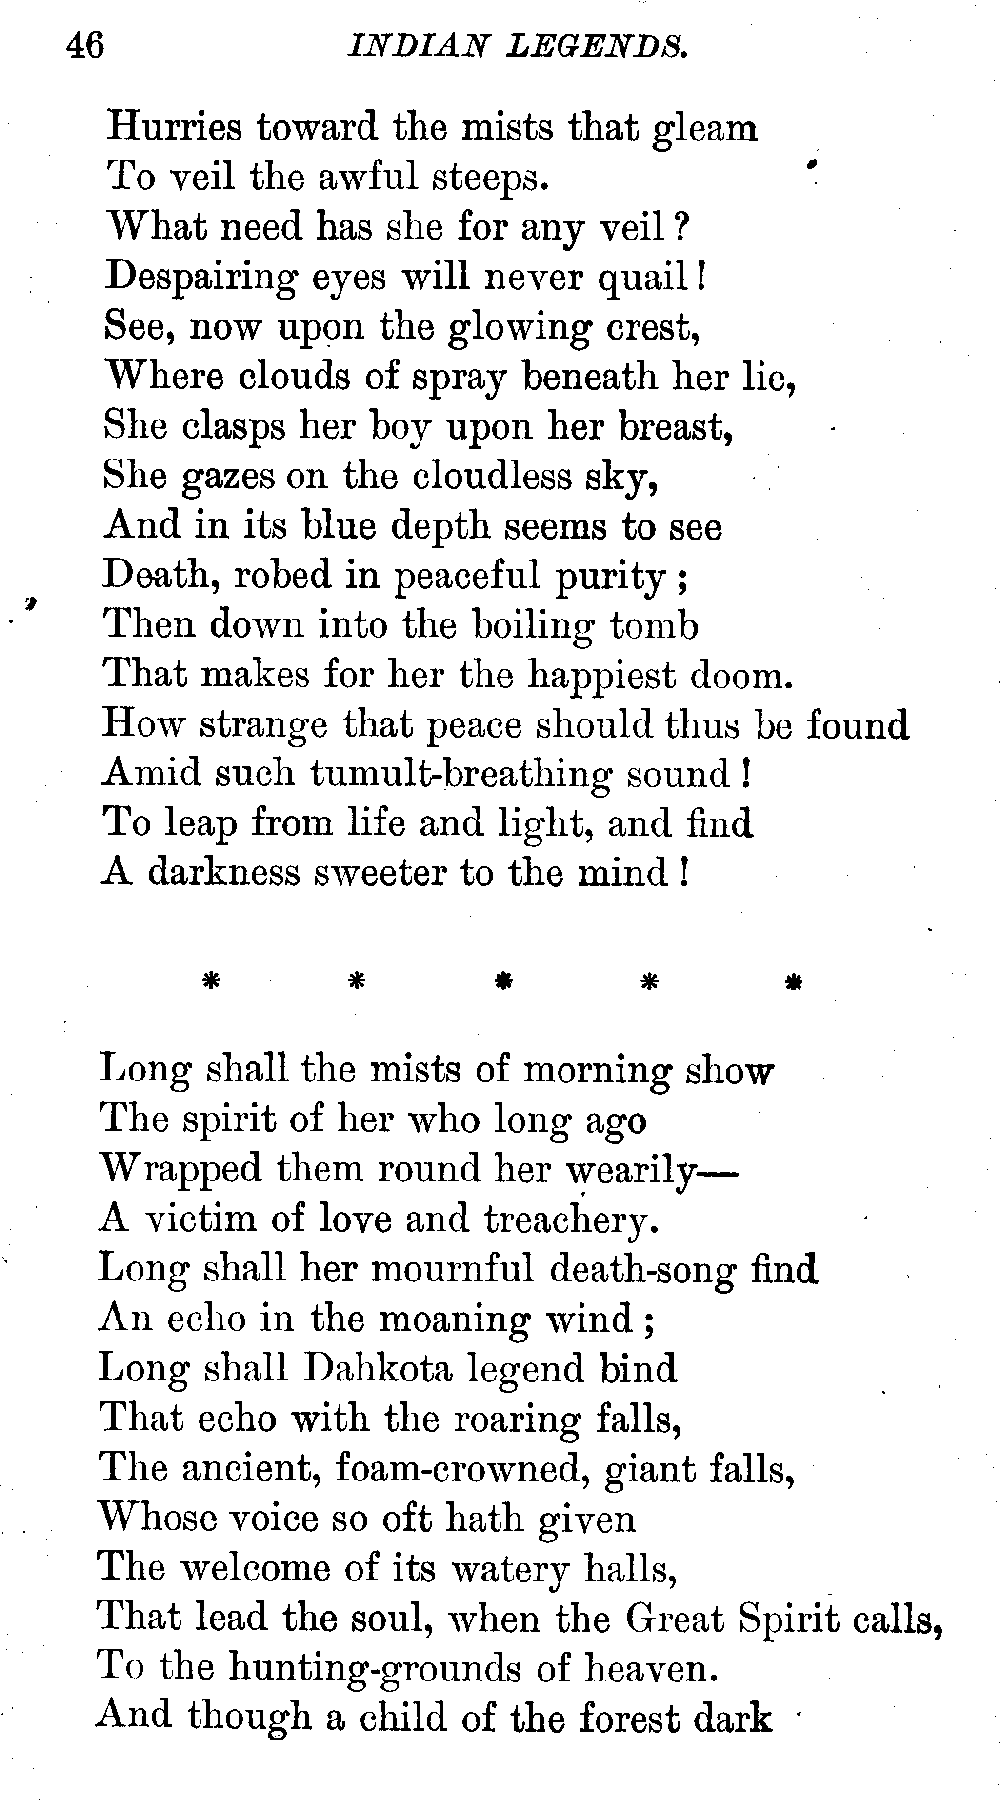 46 INDIAN LEGENDS.
Hurries toward the mists that gleam
To veil the awful steeps.
What need has she for any veil ?
Despairing eyes will never quail !
See, now upon the glowing crest,
Where clouds of spray beneath her lie,
She clasps her boy upon her breast,
She gazes on the cloudless sky,
And in its blue depth seems to see
Death, robed in peaceful purity ;
Then down into the boiling tomb
That makes for her the happiest doom.
How strange that peace should thus be found
Amid such tumult-breathing sound !
To leap from life and light, and find
A darkness sweeter to the mind !
* * * * *
Long shall the mists of morning show
The spirit of her who long ago
Wrapped them round her wearily—
A victim of love and treachery.
Long shall her mournful death-song find
An echo in the moaning wind ;
Long shall Dahkota legend bind
That echo with the roaring falls,
The ancient, foam-crowned, giant falls,
Whose voice so oft hath given
The welcome of its watery halls,
That lead the soul, when the Great Spirit calls,
To the hunting-grounds of heaven.
And though a child of the forest dark